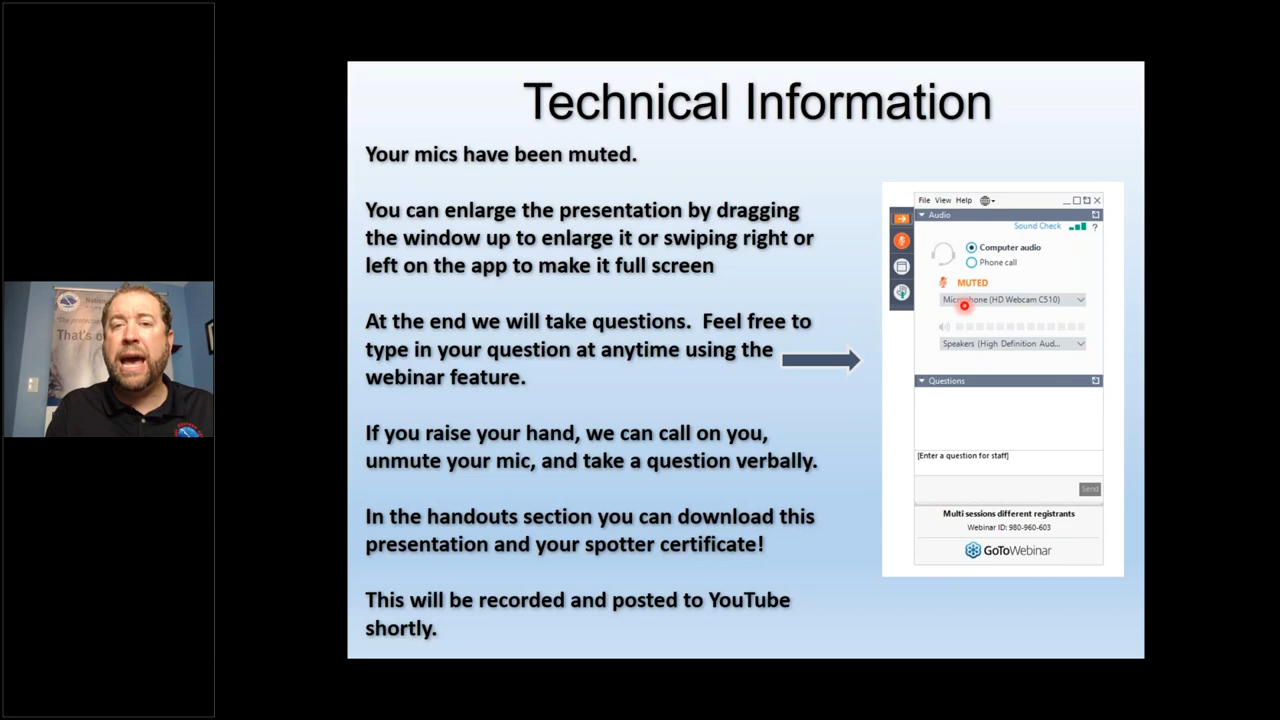 Technical Information
Your mics have been muted.
You can enlarge the presentation by dragging
the window up to enlarge it or swiping right or
left on the app to make it full screen
At the end we will take questions.  Feel free to
type in your question at anytime using the
webinar feature.
If you raise your hand, we can call on you,
unmute your mic, and take a question verbally.
In the handouts section you can download this
presentation and your spotter certificate!
This will be recorded and posted to YouTube
shortly.
File View Help
Audio
Sound Check
?
Computer audio
Phone call
MUTED
Microphone (HD Webcam C510)
Speakers (High Definition Aud...
Questions
[Enter a question for staff]
Send
Multi sessions different registrants
Webinar ID: 980-960-603
GoToWebinar
That's